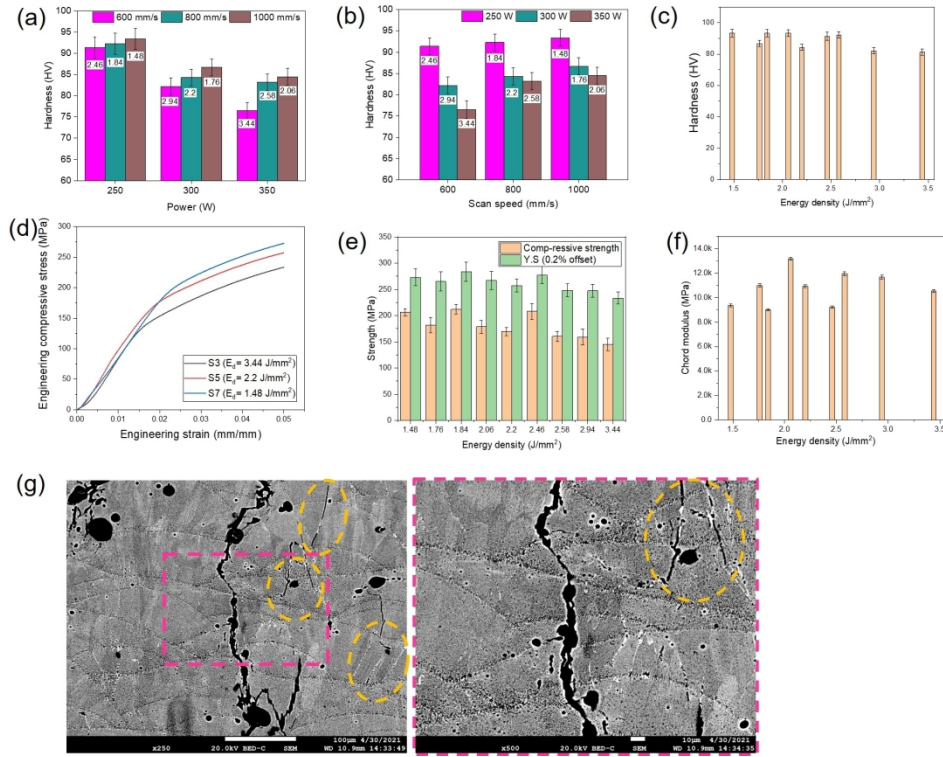 (a)
600 mm/s 800 mm/s 1000 mm/s
Hardness (HV)
100
95
90
85
80
75
70
65
60
2.46
1.84
1.48
2.94
2.2
1.76
3.44
2.58
2.06
250 300 350
Power (W)
(b)
250 W 300 W 350 W
Hardness (HV)
100
95
90
85
80
75
70
65
60
2.46
2.94
3.44
1.84
2.2
2.58
1.48
1.76
2.06
600 800 1000
Scan speed (mm/s)
(c)
Hardness (HV)
100
80
60
40
20
0
1.5 2.0 2.5 3.0 3.5
Energy density (J/mm²)
(d)
Engineering compressive stress (MPa)
300
250
200
150
100
50
0
S3 (Ed= 3.44 J/mm²)
S5 (Ed= 2.2 J/mm²)
S7 (Ed= 1.48 J/mm²)
0.00 0.01 0.02 0.03 0.04 0.05
Engineering strain (mm/mm)
(e)
Comp-ressive strength
Y.S (0.2% offset)
Strength (MPa)
350
300
250
200
150
100
50
0
1.48 1.76 1.84 2.06 2.2 2.46 2.58 2.94 3.44
Energy density (J/mm²)
(f)
Chord modulus (MPa)
14.0k
12.0k
10.0k
8.0k
6.0k
4.0k
2.0k
0.0
1.5 2.0 2.5 3.0 3.5
Energy density (J/mm²)
(g)
100µm 4/30/2021
x250 20.0kV BED-C SEM WD 10.9mm 14:33:49
10µm 4/30/2021
x500 20.0kV BED-C SEM WD 10.9mm 14:34:35